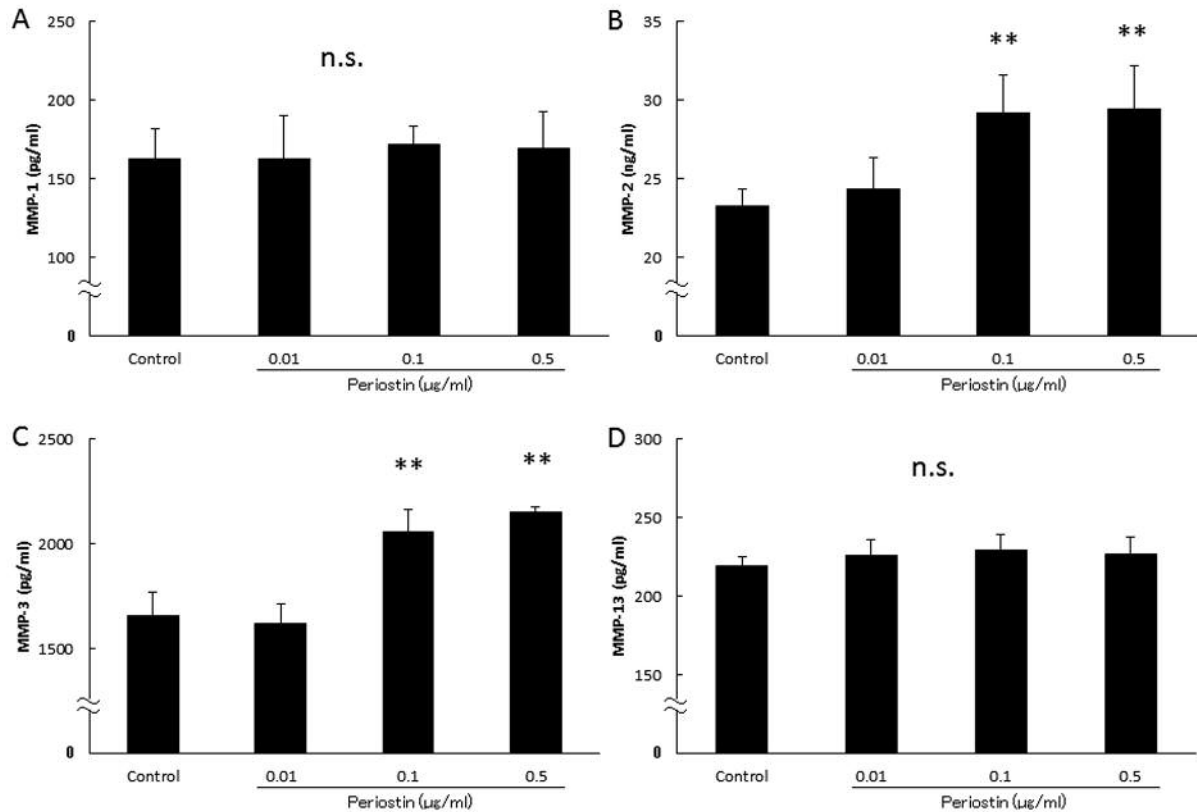 A
250
200
150
100
0
MMP-1 (pg/ml)
n.s.
Control
0.01
0.1
0.5
Periostin (µg/ml)
B
35
30
25
20
0
MMP-2 (ng/ml)
**
**
Control
0.01
0.1
0.5
Periostin (µg/ml)
C
2500
2000
1500
0
MMP-3 (pg/ml)
**
**
Control
0.01
0.1
0.5
Periostin (µg/ml)
D
300
250
200
150
0
MMP-13 (pg/ml)
n.s.
Control
0.01
0.1
0.5
Periostin (µg/ml)